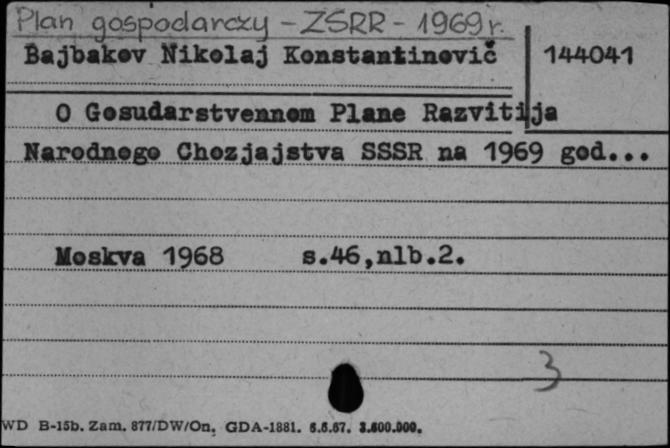 Plan gospodarczy - ZSRR - 1969 r.
Bajbakov Nikolaj Konstantinovič 144041
O Gosudarstvennom Plane Razvitija
Narodnogo Chozjajstva SSSR na 1969 god...
Moskva 1968 s.46,nlb.2.
3
WD B-15b. Zam. 877/DW/On. GDA-1881. 6.6.67. 3.600.000.